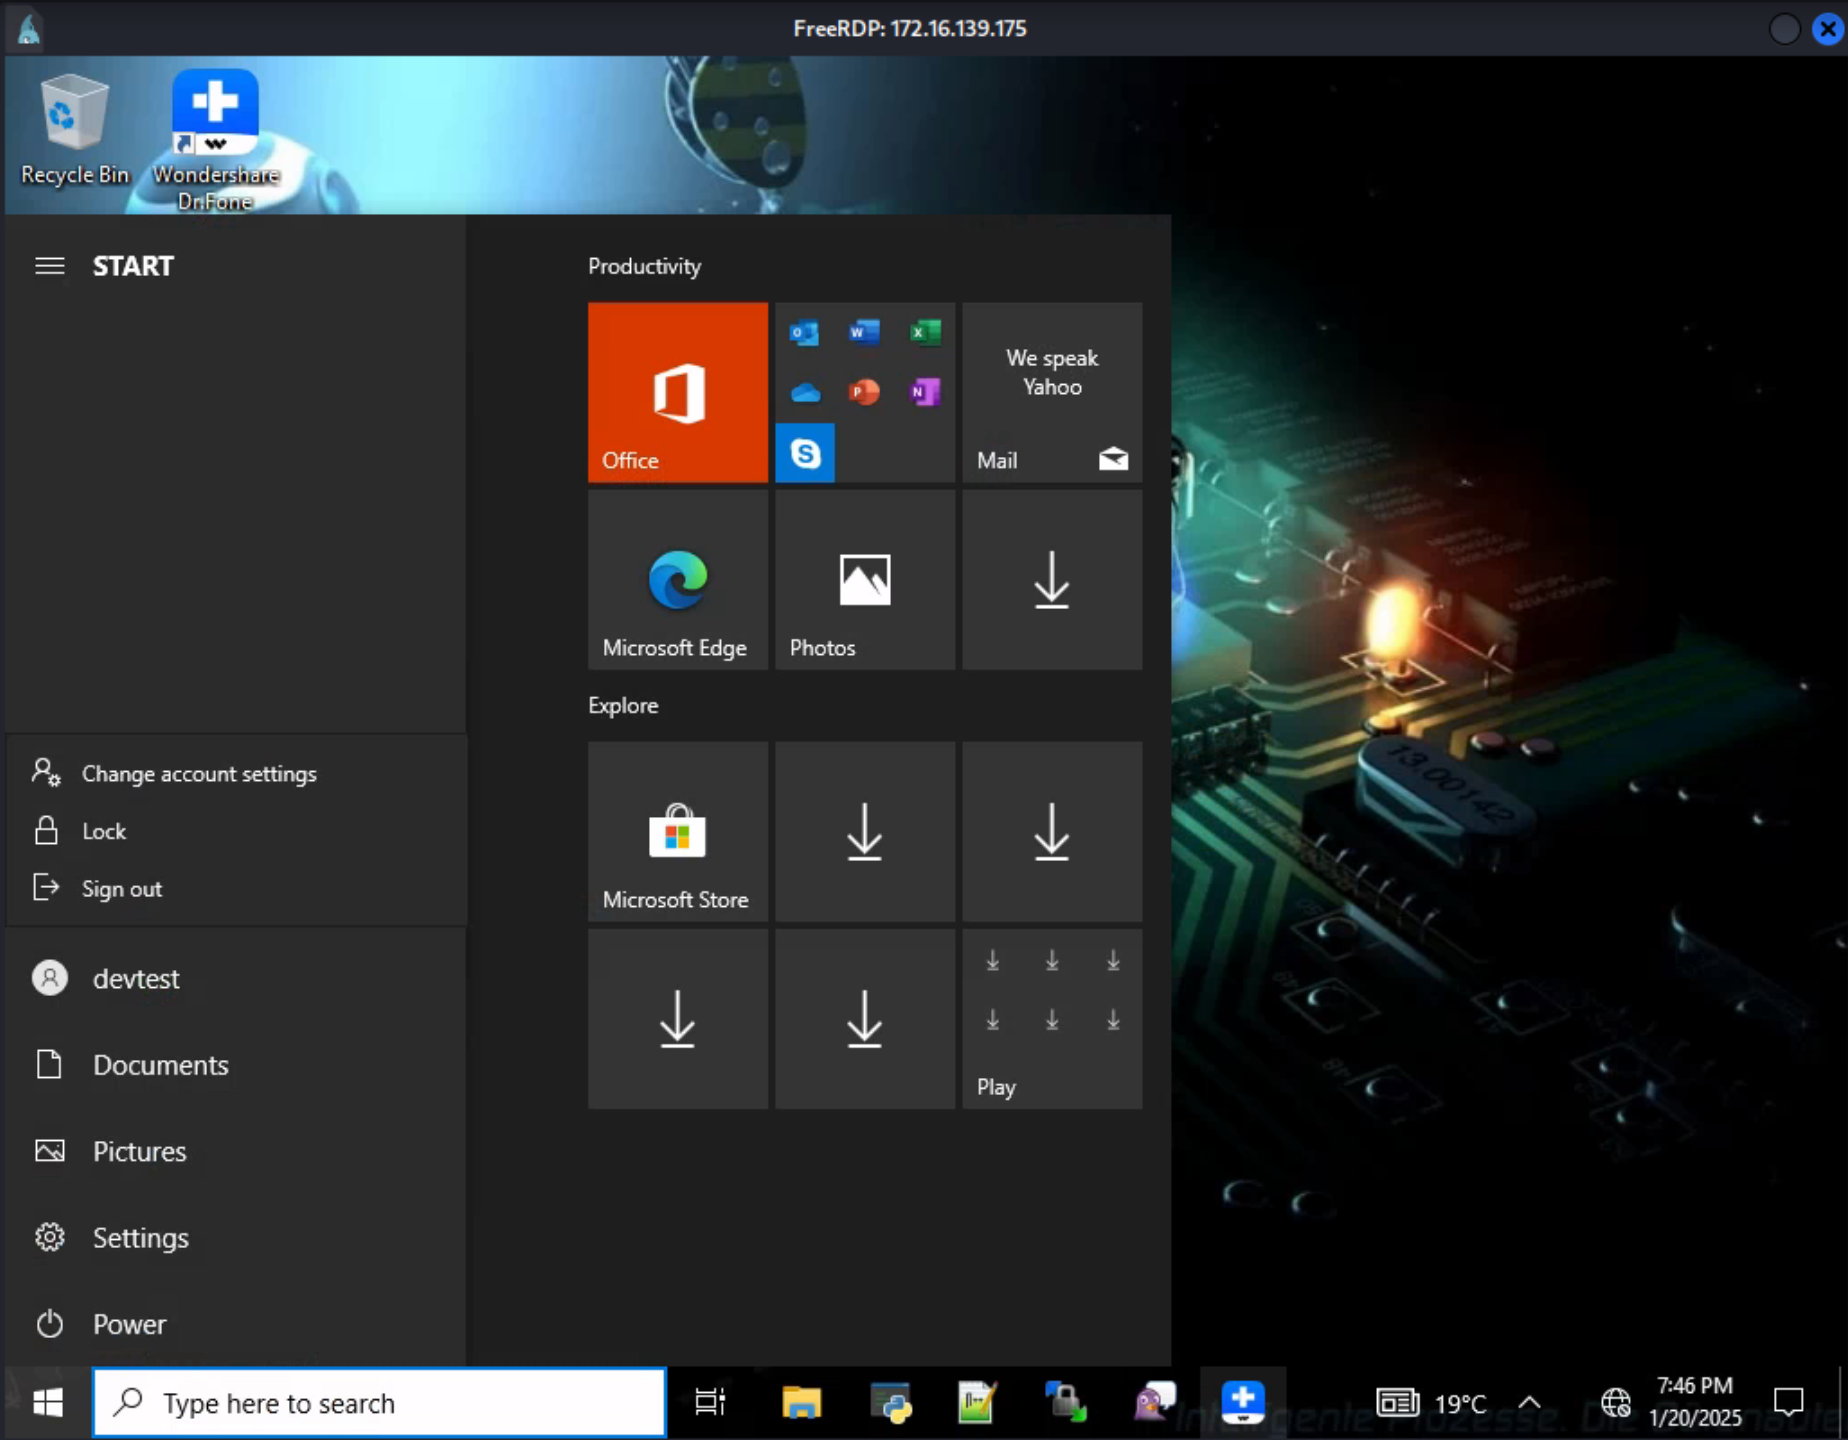 FreeRDP: 172.16.139.175
Recycle Bin
Wondershare
Dr.Fone
START
Productivity
Office
We speak
Yahoo
Mail
Microsoft Edge
Photos
Explore
Microsoft Store
Play
Change account settings
Lock
Sign out
devtest
Documents
Pictures
Settings
Power
13.00142
Type here to search
19°C
7:46 PM
1/20/2025